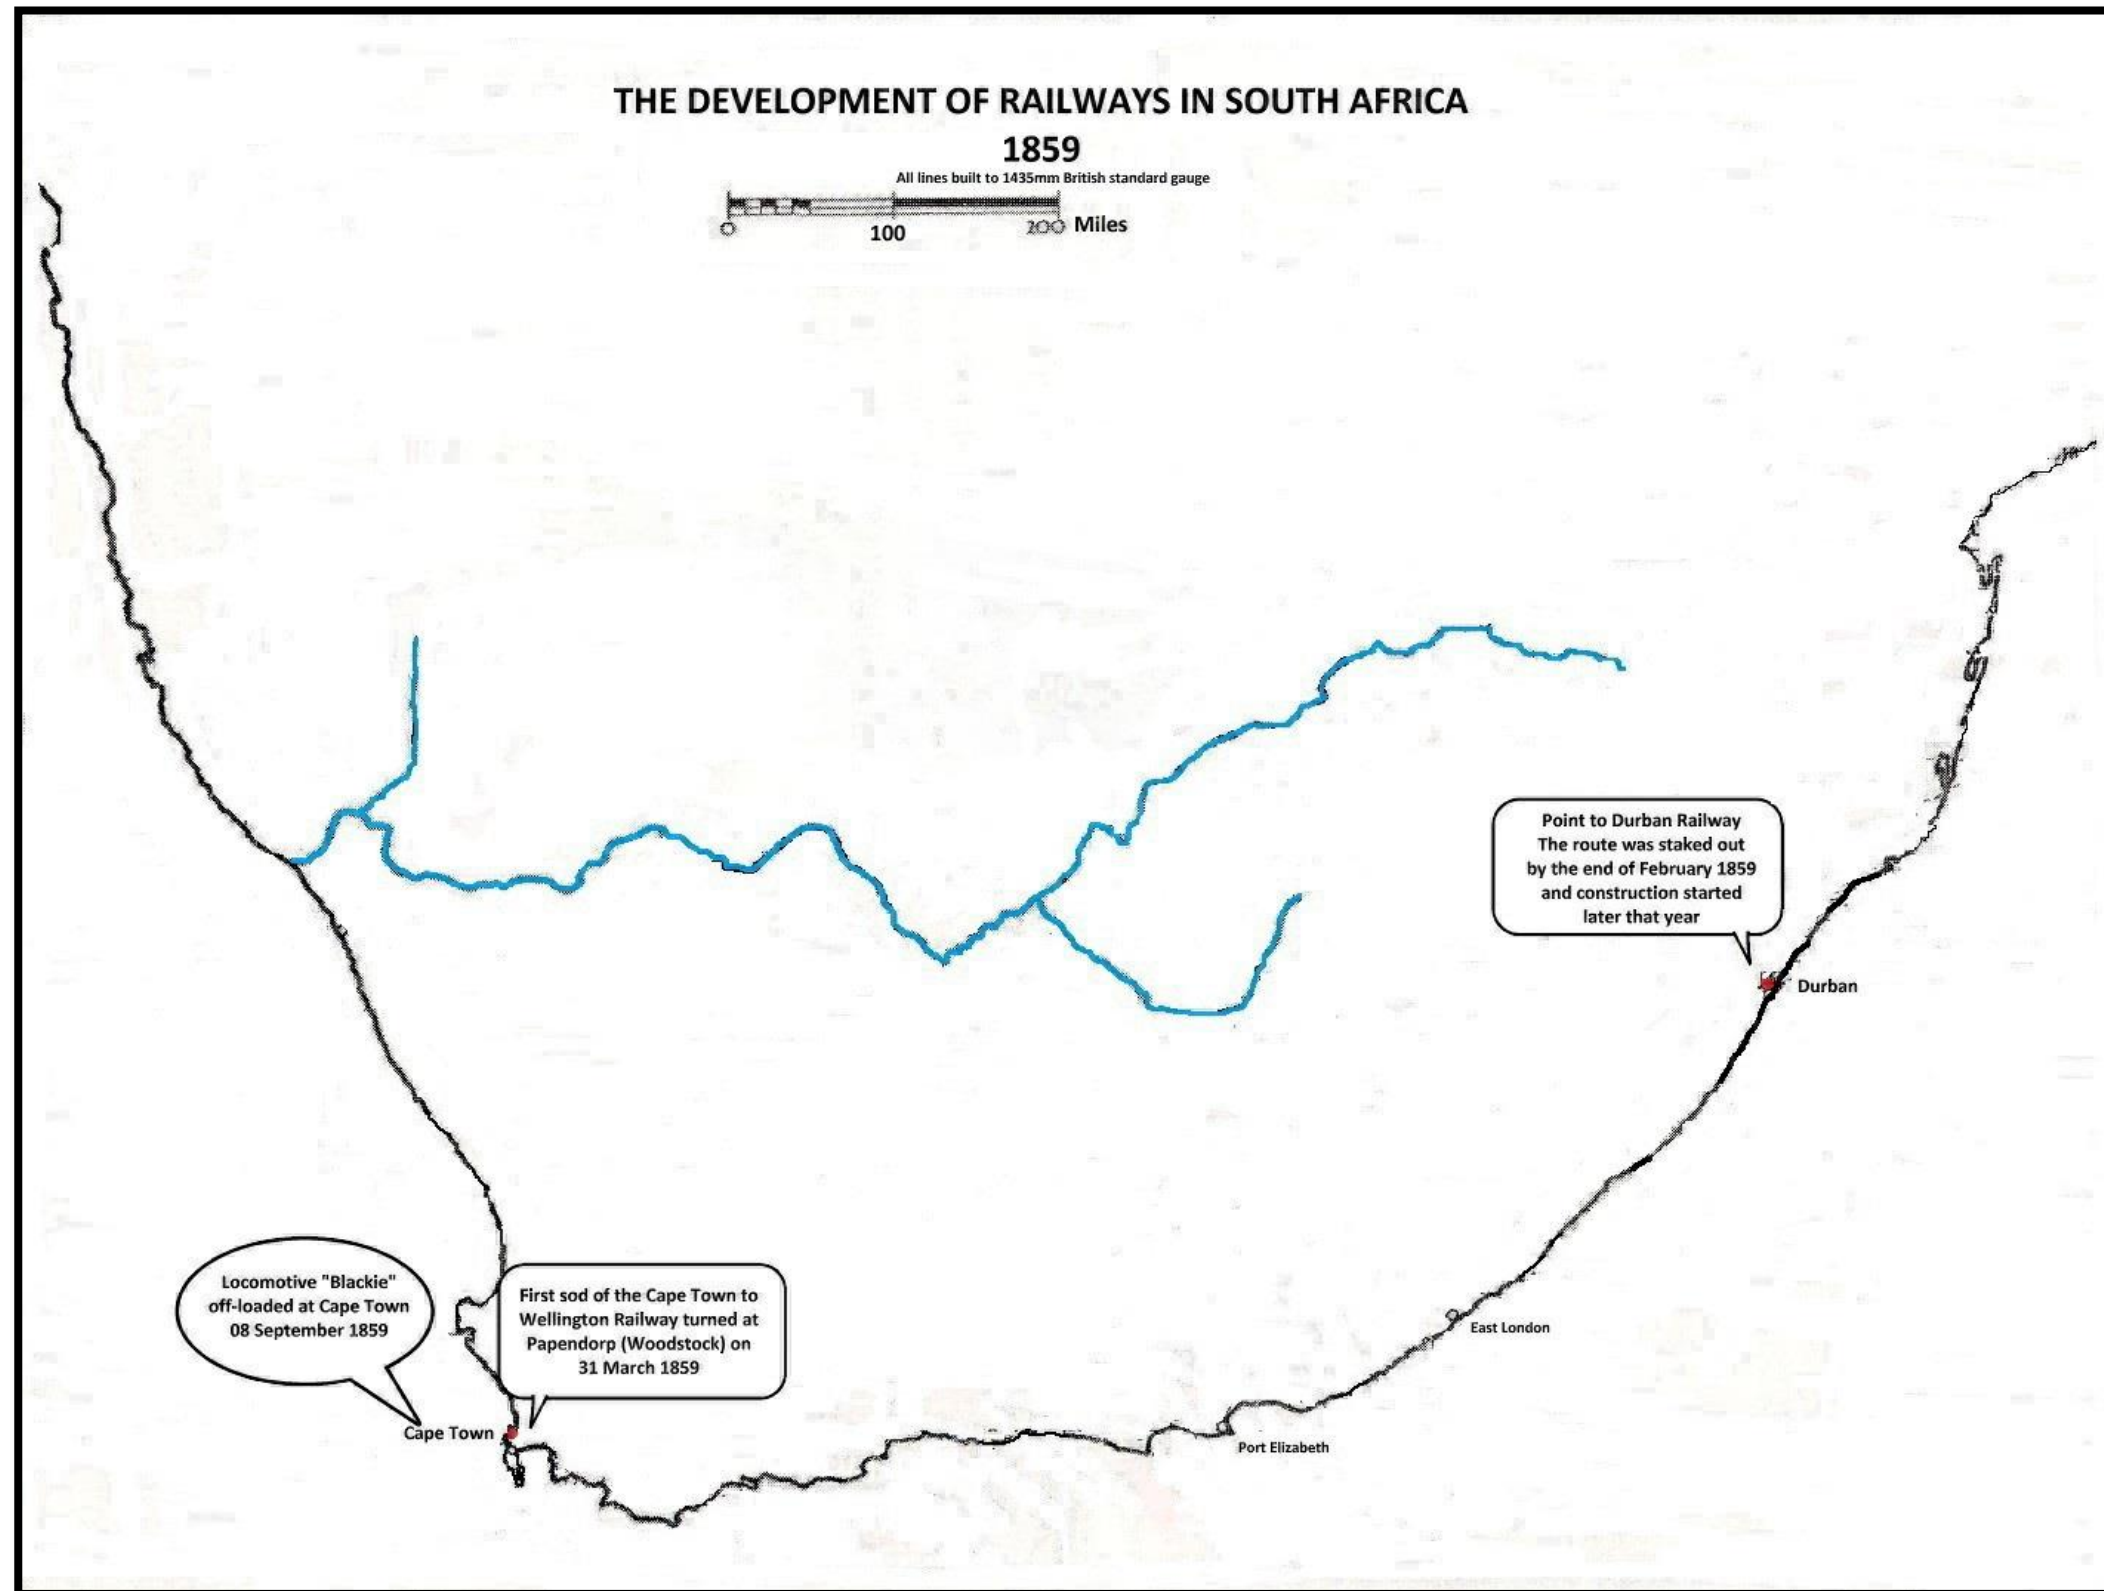 THE DEVELOPMENT OF RAILWAYS IN SOUTH AFRICA
1859
All lines built to 1435mm British standard gauge
0 100 200 Miles
Point to Durban Railway
The route was staked out
by the end of February 1859
and construction started
later that year
Durban
Locomotive "Blackie"
off-loaded at Cape Town
08 September 1859
First sod of the Cape Town to
Wellington Railway turned at
Papendorp (Woodstock) on
31 March 1859
East London
Cape Town
Port Elizabeth